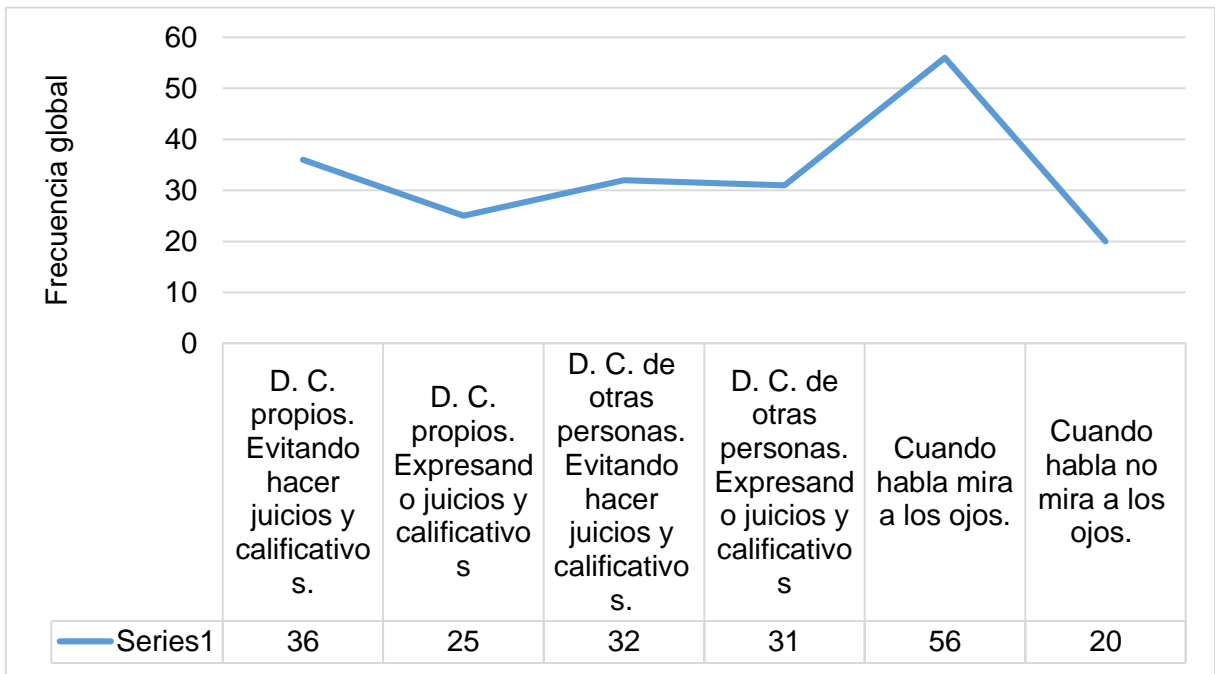 Frecuencia global
60
50
40
30
20
10
0
D. C.
propios.
Evitando
hacer
juicios y
calificativo
s.
D. C.
propios.
Expresand
o juicios y
calificativo
s
D. C. de
otras
personas.
Evitando
hacer
juicios y
calificativo
s.
D. C. de
otras
personas.
Expresand
o juicios y
calificativo
s
Cuando
habla mira
a los ojos.
Cuando
habla no
mira a los
ojos.
Series1 36 25 32 31 56 20